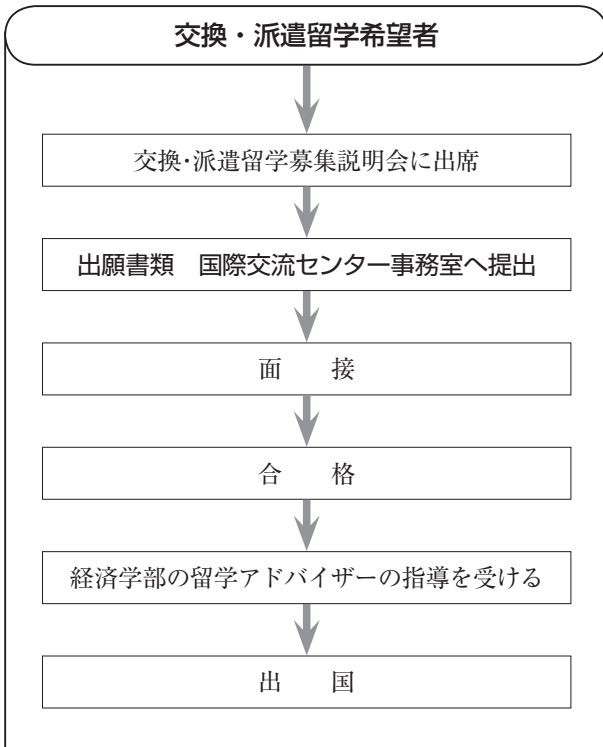 交換・派遣留学希望者
交換・派遣留学募集説明会に出席
出願書類　国際交流センター事務室へ提出
面　　接
合　　格
経済学部の留学アドバイザーの指導を受ける
出　　国